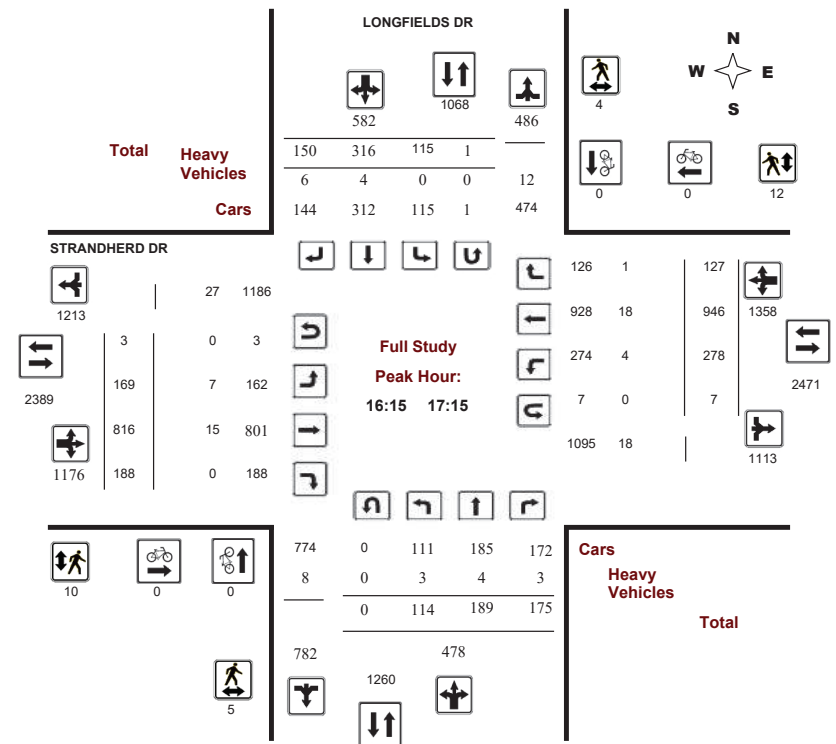 LONGFIELDS DR
N
W E
S
1068
4
582 486
Total Heavy Vehicles
150 316 115 1
6 4 0 0 12
Cars 144 312 115 1 474
0 0 12
STRANDHERD DR
1213
27 1186
126 1 127
1358
928 18 946
3 0 3
274 4 278
2389
169 7 162
2471
7 0 7
816 15 801
1176
188 0 188
1095 18
1113
Full Study
Peak Hour:
16:15 17:15
10 0 0
774 0 111 185 172 Cars
8 0 3 4 3 Heavy Vehicles
0 114 189 175 Total
782 478
1260
5